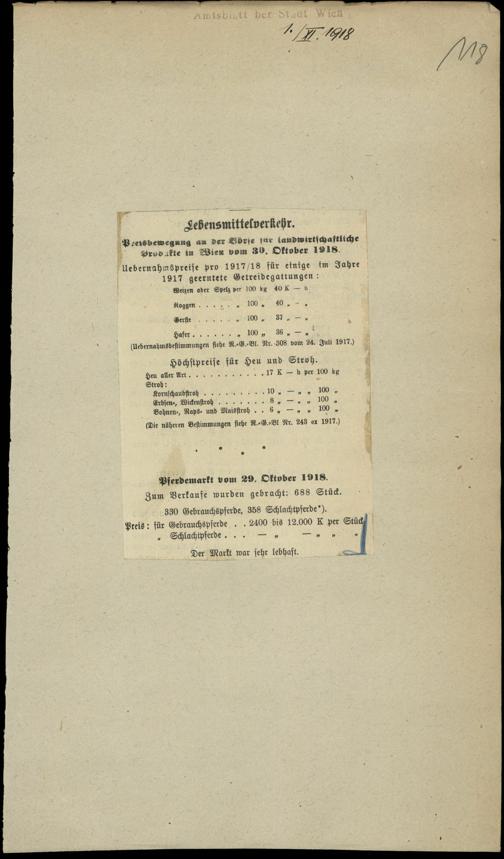 Amtsblatt der Stadt Wien
1./XI. 1918
118
Lebensmittelverkehr.
Preisbewegung an der Börse für landwirtschaftliche
Produkte in Wien vom 30. Oktober 1918.
Uebernahmspreise pro 1917/18 für einige im Jahre
1917 geerntete Getreidegattungen:
Weizen oder Spelz per 100 kg 40 K — h
Roggen . . . . . . „ 100 „ 40 „ – „
Gerste . . . . . . „ 100 „ 37 „ — „
Hafer . . . . . . . „ 100 „ 36 „ — „
(Uebernahmsbestimmungen siehe R.-G.-Bl. Nr. 308 vom 24. Juli 1917.)
Höchstpreise für Heu und Stroh.
Heu aller Art . . . . . . . . . . . 17 K — h per 100 kg
Stroh:
Kornschaubstroh . . . . . . . . . 10 „ — „ „ 100 „
Erbsen-, Wickenstroh . . . . . . . 8 „ — „ „ 100 „
Bohnen-, Raps- und Maisstroh . . 6 „ — „ „ 100 „
(Die näheren Bestimmungen siehe R.-G.-Bl Nr. 243 ex 1917.)
* * * *
Pferdemarkt vom 29. Oktober 1918.
Zum Verkaufe wurden gebracht: 688 Stück.
330 Gebrauchspferde, 358 Schlachtpferde*).
Preis: für Gebrauchspferde . . 2400 bis 12.000 K per Stück
„ Schlachtpferde . . . — „ — „ „ „
Der Markt war sehr lebhaft.